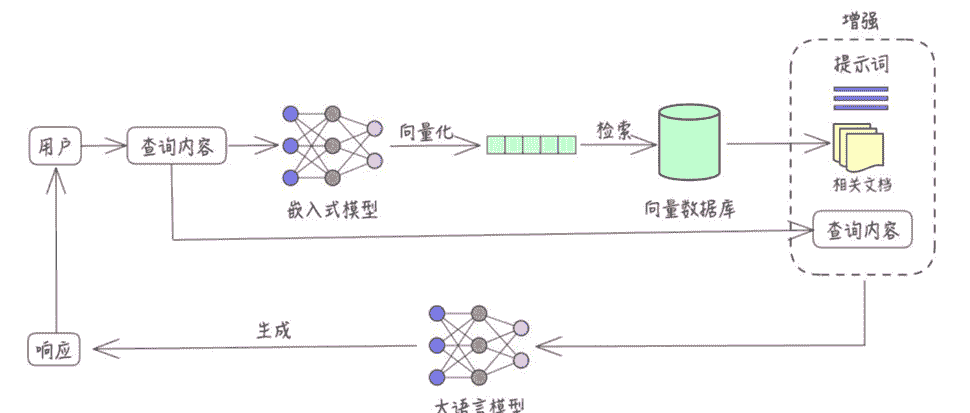 增强
提示词
用户
查询内容
向量化
检索
嵌入式模型
向量数据库
相关文档
查询内容
响应
生成
大语言模型